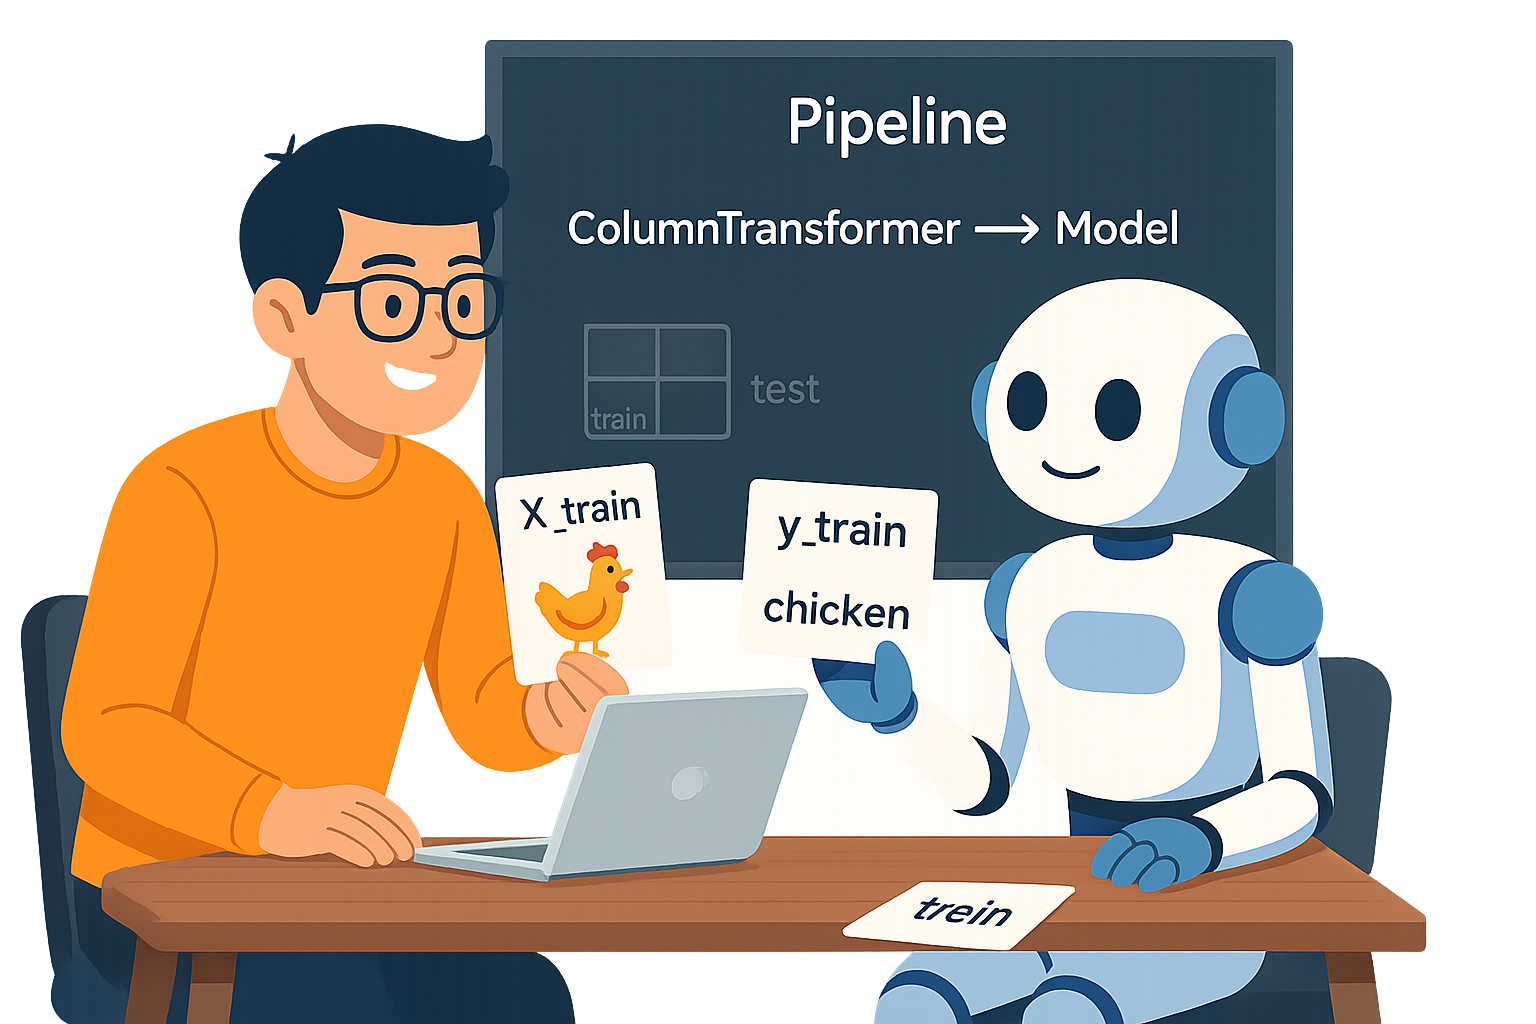 Pipeline
ColumnTransformer → Model
train
test
X_train
y_train
chicken
trein